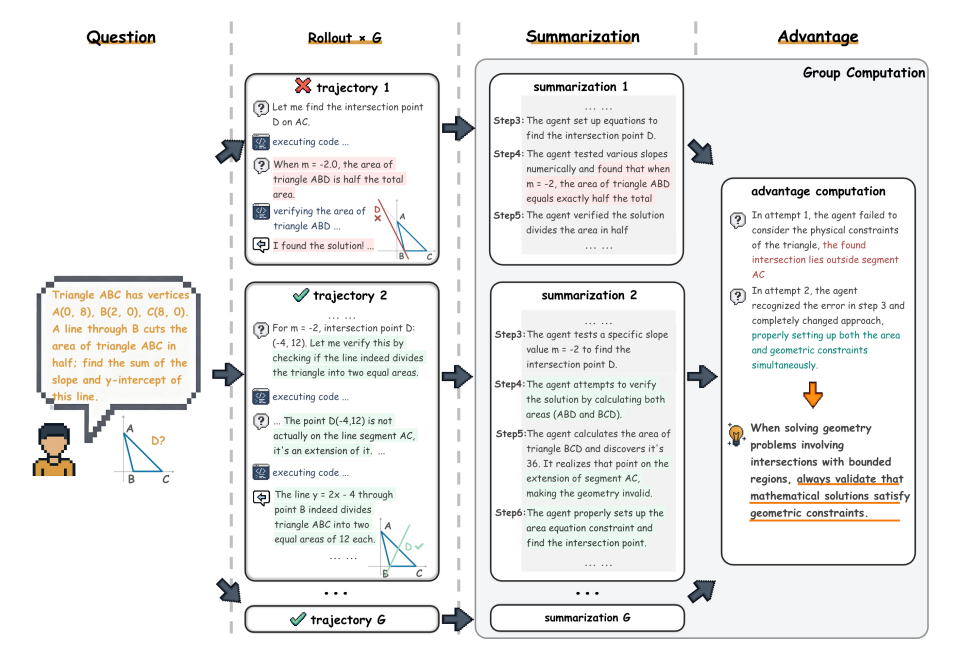 Question
Rollout × G
Summarization
Advantage
Group Computation
Triangle ABC has vertices
A(0, 8), B(2, 0), C(8, 0).
A line through B cuts the
area of triangle ABC in
half; find the sum of the
slope and y-intercept of
this line.
A
D?
B
C
trajectory 1
Let me find the intersection point
D on AC.
executing code ...
When m = -2.0, the area of
triangle ABD is half the total
area.
verifying the area of
triangle ABD ...
I found the solution! ...
D
A
B
C
trajectory 2
... ...
For m = -2, intersection point D:
(-4, 12). Let me verify this by
checking if the line indeed divides
the triangle into two equal areas.
executing code ...
... The point D(-4,12) is not
actually on the line segment AC,
it's an extension of it. ...
executing code ...
The line y = 2x - 4 through
point B indeed divides
triangle ABC into two
equal areas of 12 each.
... ...
A
D
B
C
...
trajectory G
summarization 1
... ...
Step3: The agent set up equations to
find the intersection point D.
Step4: The agent tested various slopes
numerically and found that when
m = -2, the area of triangle ABD
equals exactly half the total
Step5: The agent verified the solution
divides the area in half
... ...
summarization 2
... ...
Step3: The agent tests a specific slope
value m = -2 to find the
intersection point D.
Step4: The agent attempts to verify
the solution by calculating both
areas (ABD and BCD).
Step5: The agent calculates the area of
triangle BCD and discovers it's
36. It realizes that point on the
extension of segment AC,
making the geometry invalid.
Step6: The agent properly sets up the
area equation constraint and
find the intersection point.
... ...
...
summarization G
advantage computation
In attempt 1, the agent failed to
consider the physical constraints
of the triangle, the found
intersection lies outside segment
AC
In attempt 2, the agent
recognized the error in step 3 and
completely changed approach,
properly setting up both the area
and geometric constraints
simultaneously.
When solving geometry
problems involving
intersections with bounded
regions, always validate that
mathematical solutions satisfy
geometric constraints.